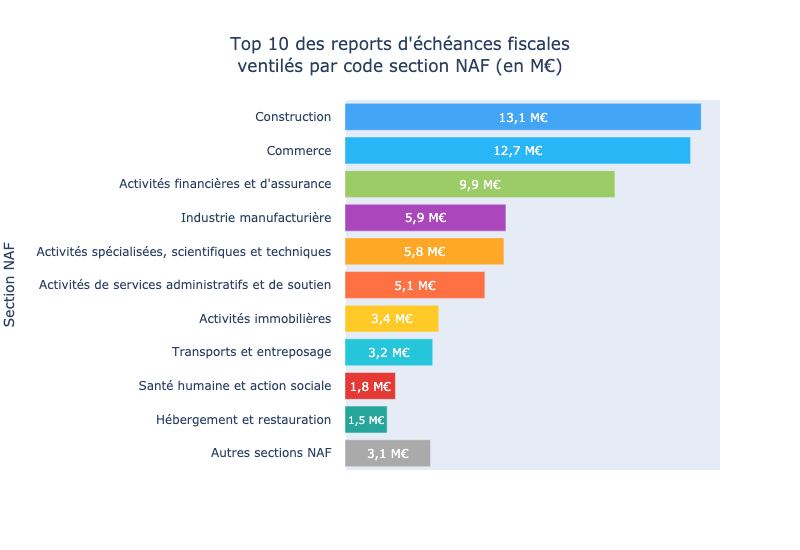 Top 10 des reports d'échéances fiscales
ventilés par code section NAF (en M€)
Section NAF
Construction 13,1 M€
Commerce 12,7 M€
Activités financières et d'assurance 9,9 M€
Industrie manufacturière 5,9 M€
Activités spécialisées, scientifiques et techniques 5,8 M€
Activités de services administratifs et de soutien 5,1 M€
Activités immobilières 3,4 M€
Transports et entreposage 3,2 M€
Santé humaine et action sociale 1,8 M€
Hébergement et restauration 1,5 M€
Autres sections NAF 3,1 M€